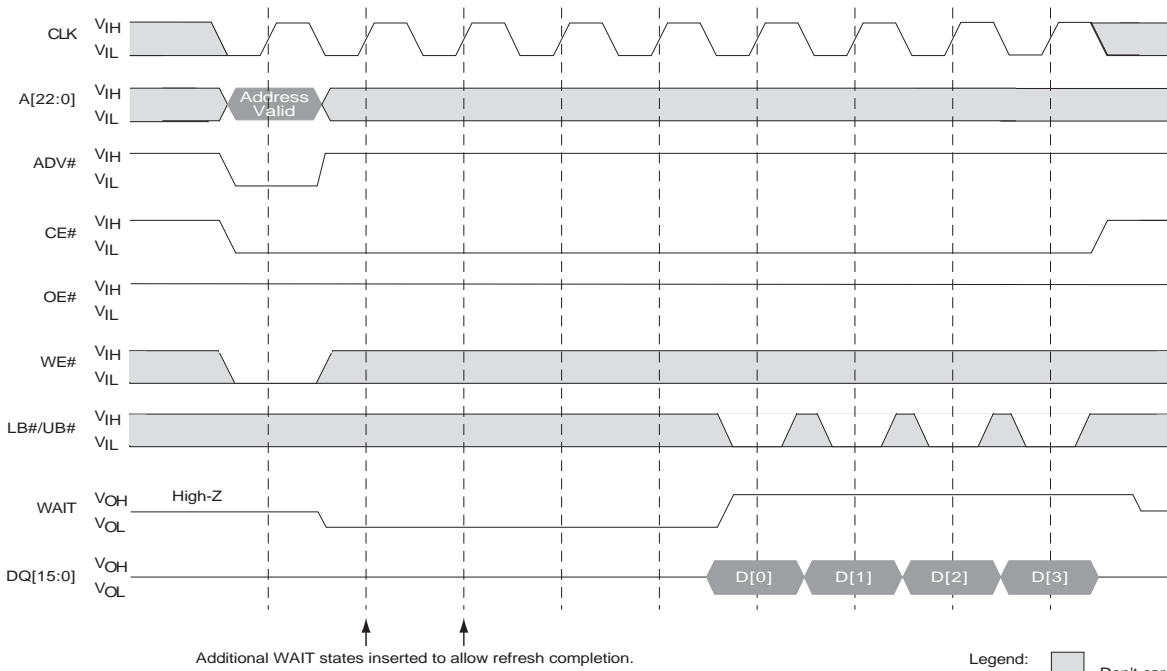 CLK VIH
VIL
A[22:0] VIH
VIL
Address
Valid
ADV# VIH
VIL
CE# VIH
VIL
OE# VIH
VIL
WE# VIH
VIL
LB#/UB# VIH
VIL
WAIT VOH High-Z
VOL
DQ[15:0] VOH
VOL
D[0] D[1] D[2] D[3]
Additional WAIT states inserted to allow refresh completion.
Legend: